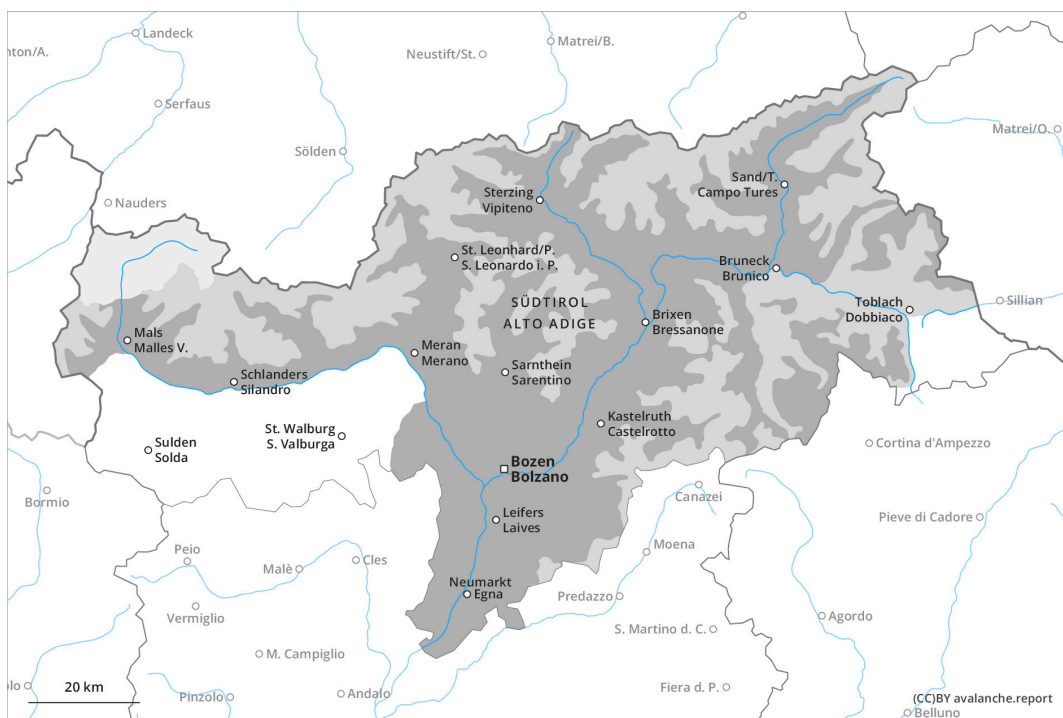 Landeck
nton/A.
Neustift/St.
Matrei/B.
Serfaus
Matrei/O.
Sölden
Sand/T.
Campo Tures
Sterzing
Vipiteno
Nauders
St. Leonhard/P.
S. Leonardo i. P.
Bruneck
Brunico
SÜDTIROL
ALTO ADIGE
Toblach
Dobbiaco
Sillian
Brixen
Bressanone
Mals
Malles V.
Meran
Merano
Sarnthein
Sarentino
Schlanders
Silandro
Kastelruth
Castelrotto
St. Walburg
S. Valburga
Sulden
Solda
Cortina d'Ampezzo
Bozen
Bolzano
Bormio
Canazei
Leifers
Laives
Pieve di Cadore
Moena
Peio
Malè
Cles
Neumarkt
Egna
Predazzo
Vermiglio
Agordo
S. Martino d. C.
M. Campiglio
olo
20 km
Pinzolo
Andalo
Fiera d. P.
(CC)BY avalanche.report
Belluno